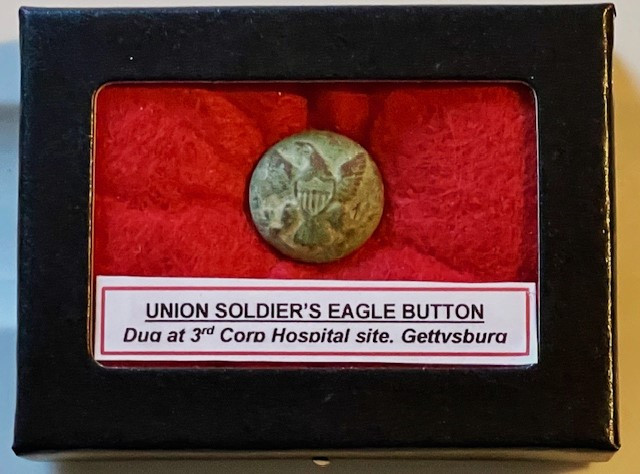 UNION SOLDIER'S EAGLE BUTTON
Dug at 3rd Corp Hospital site, Gettysburg